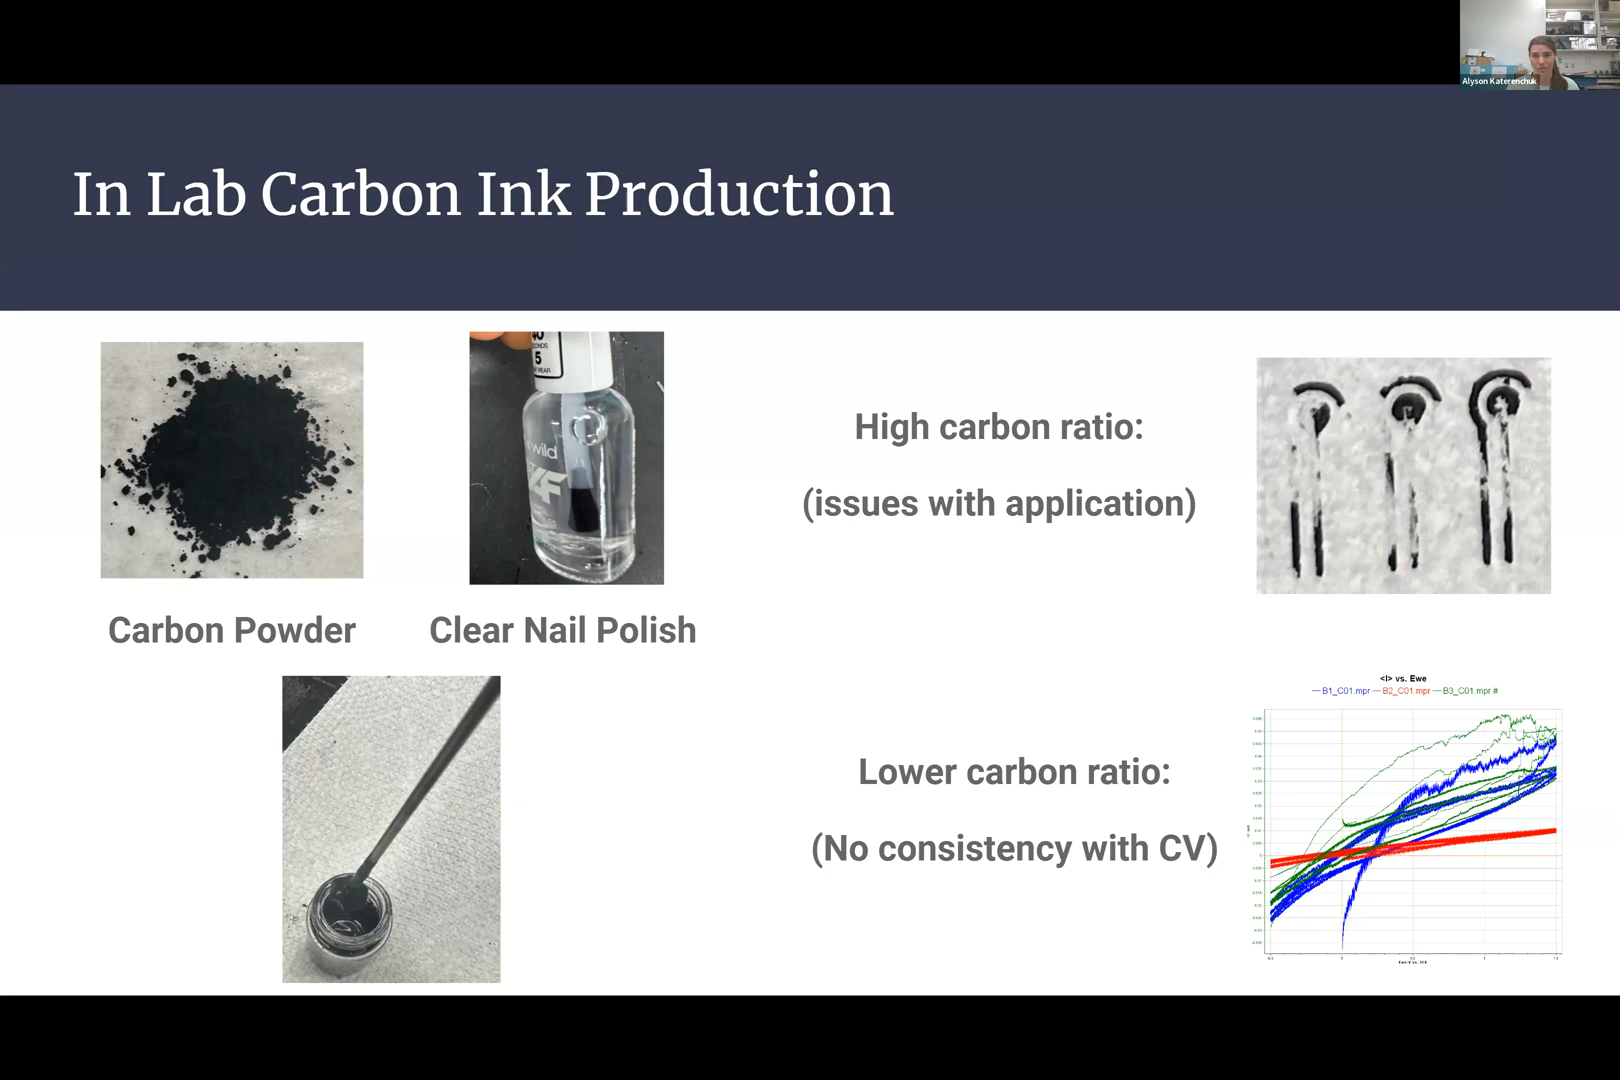 Alyson Katerenchuk
In Lab Carbon Ink Production
5
wild
Carbon Powder
Clear Nail Polish
High carbon ratio:
(issues with application)
Lower carbon ratio:
(No consistency with CV)
<I> vs. Ewe
B1_C01.mpr B2_C01.mpr B3_C01.mpr #